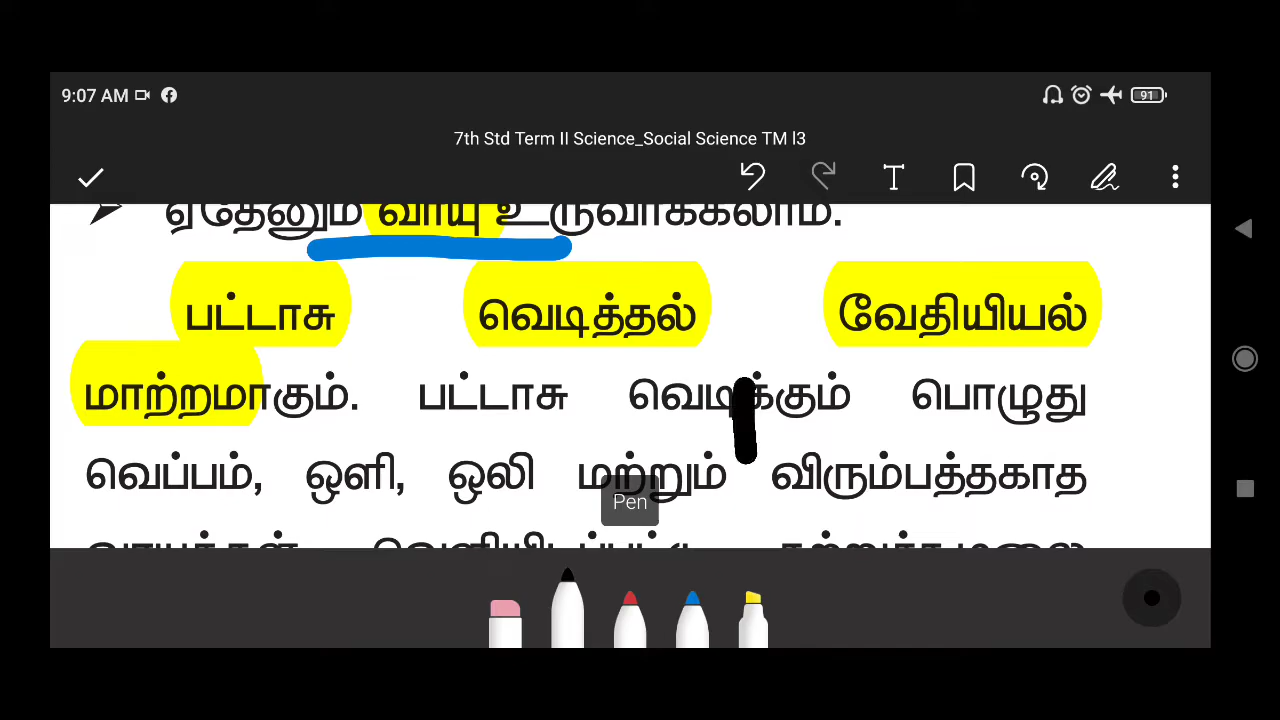 9:07 AM
91
7th Std Term II Science_Social Science TM l3
ஏதேனும் வாயு உருவாக்கலாம்.
பட்டாசு வெடித்தல் வேதியியல்
மாற்றமாகும். பட்டாசு வெடிக்கும் பொழுது
வெப்பம், ஒளி, ஒலி மற்றும் விரும்பத்தகாத
Pen